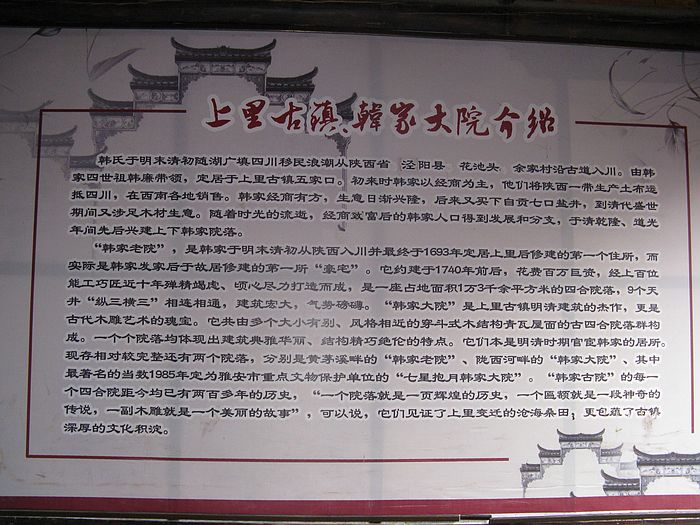 上里古镇、韓家大院介绍
韩氏于明末清初随湖广填四川移民浪潮从陕西省 泾阳县 花池头 余家村沿古道入川。由韩
家四世祖韩廉带领，定居于上里古镇五家口。初来时韩家以经商为主，他们将陕西一带生产土布运
抵四川，在西南各地销售。韩家经商有方，生意日渐兴隆，后来又买下自贡七口盐井，到清代盛世
期间又涉足木材生意。随着时光的流逝，经商致富后的韩家人口得到发展和分支，于清乾隆、道光
年间先后兴建上下韩家院落。
“韩家老院”，是韩家于明末清初从陕西入川并最终于1693年定居上里后修建的第一个住所，而
实际是韩家发家后于故居修建的第一所“豪宅”。它约建于1740年前后，花费百万巨资，经上百位
能工巧匠近十年殚精竭虑、顷心尽力打造而成，是一座占地面积1万3千余平方米的四合院落，9个天
井“纵三横三”相连相通，建筑宏大，气势磅礴。“韩家大院”是上里古镇明清建筑的杰作，更是
古代木雕艺术的瑰宝。它共由多个大小有别、风格相近的穿斗式木结构青瓦屋面的古四合院落群构
成。一个个院落均体现出建筑典雅华丽、结构精巧绝伦的特点。它们本是明清时期官宦韩家的居所。
现存相对较完整还有两个院落，分别是黄茅溪畔的“韩家老院”、陇西河畔的“韩家大院”、其中
最著名的当数1985年定为雅安市重点文物保护单位的“七星抱月韩家大院”。“韩家古院”的每一
个四合院距今均已有两百多年的历史，“一个院落就是一页辉煌的历史，一个匾额就是一段神奇的
传说，一副木雕就是一个美丽的故事”，可以说，它们见证了上里变迁的沧海桑田，更包蕴了古镇
深厚的文化积淀。